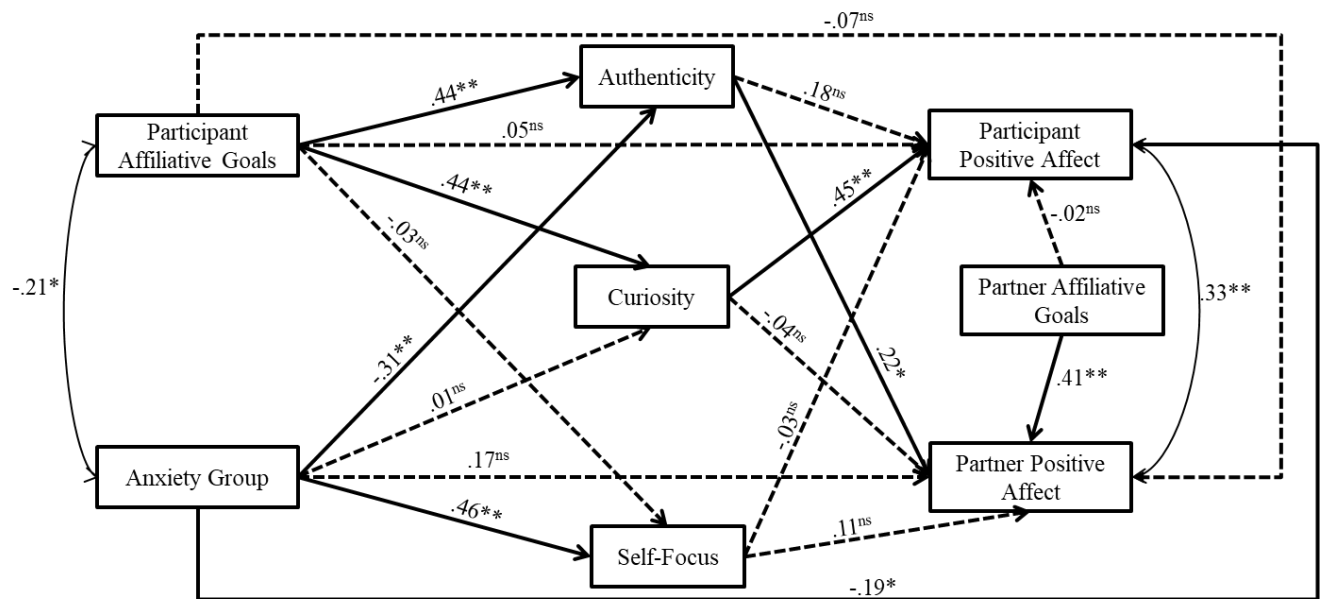 -.07ns
Authenticity
.44**
.18ns
Participant
Affiliative Goals
.05ns
Participant
Positive Affect
.44**
.45**
-.03ns
-.02ns
-.21*
Curiosity
Partner Affiliative
Goals
.33**
-.04ns
-.31**
.22*
.01ns
.41**
-.03ns
Anxiety Group
.17ns
Partner Positive
Affect
.46**
.11ns
Self-Focus
-.19*